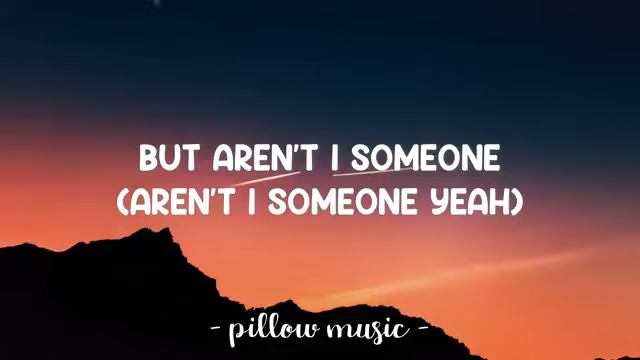 BUT AREN'T I SOMEONE
(AREN'T I SOMEONE YEAH)
- pillow music -